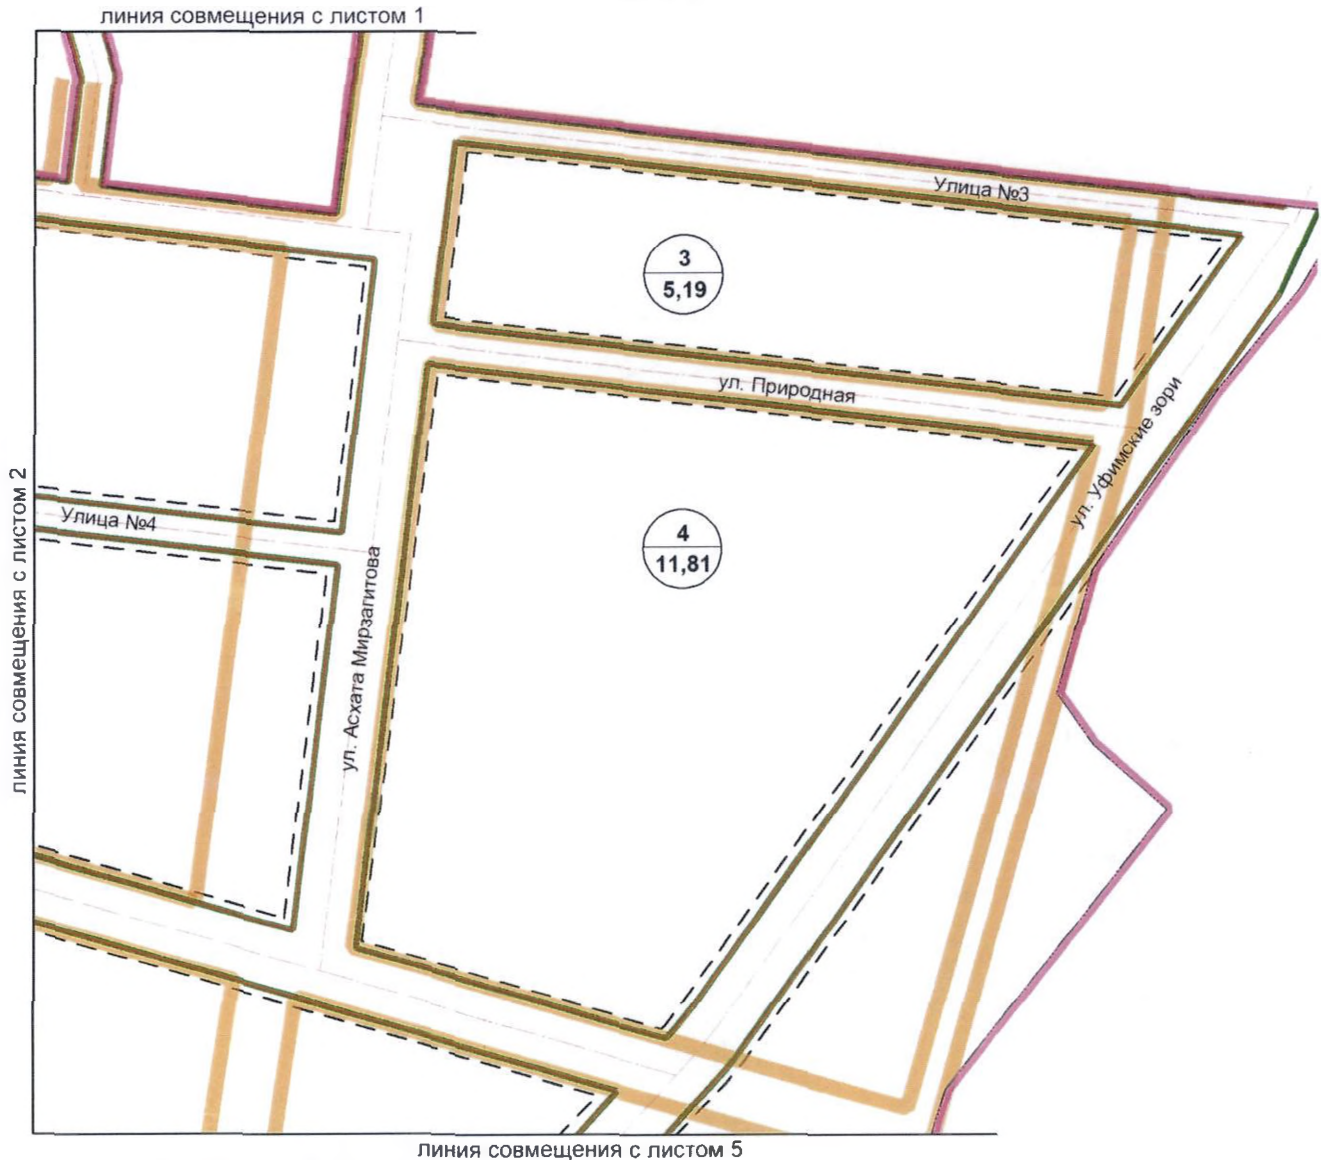 линия совмещения с листом 1
Улица №3
3
5,19
ул. Природная
ул. Уфимские зори
линия совмещения с листом 2
Улица №4
4
11,81
ул. Асхата Мирзагитова
линия совмещения с листом 5